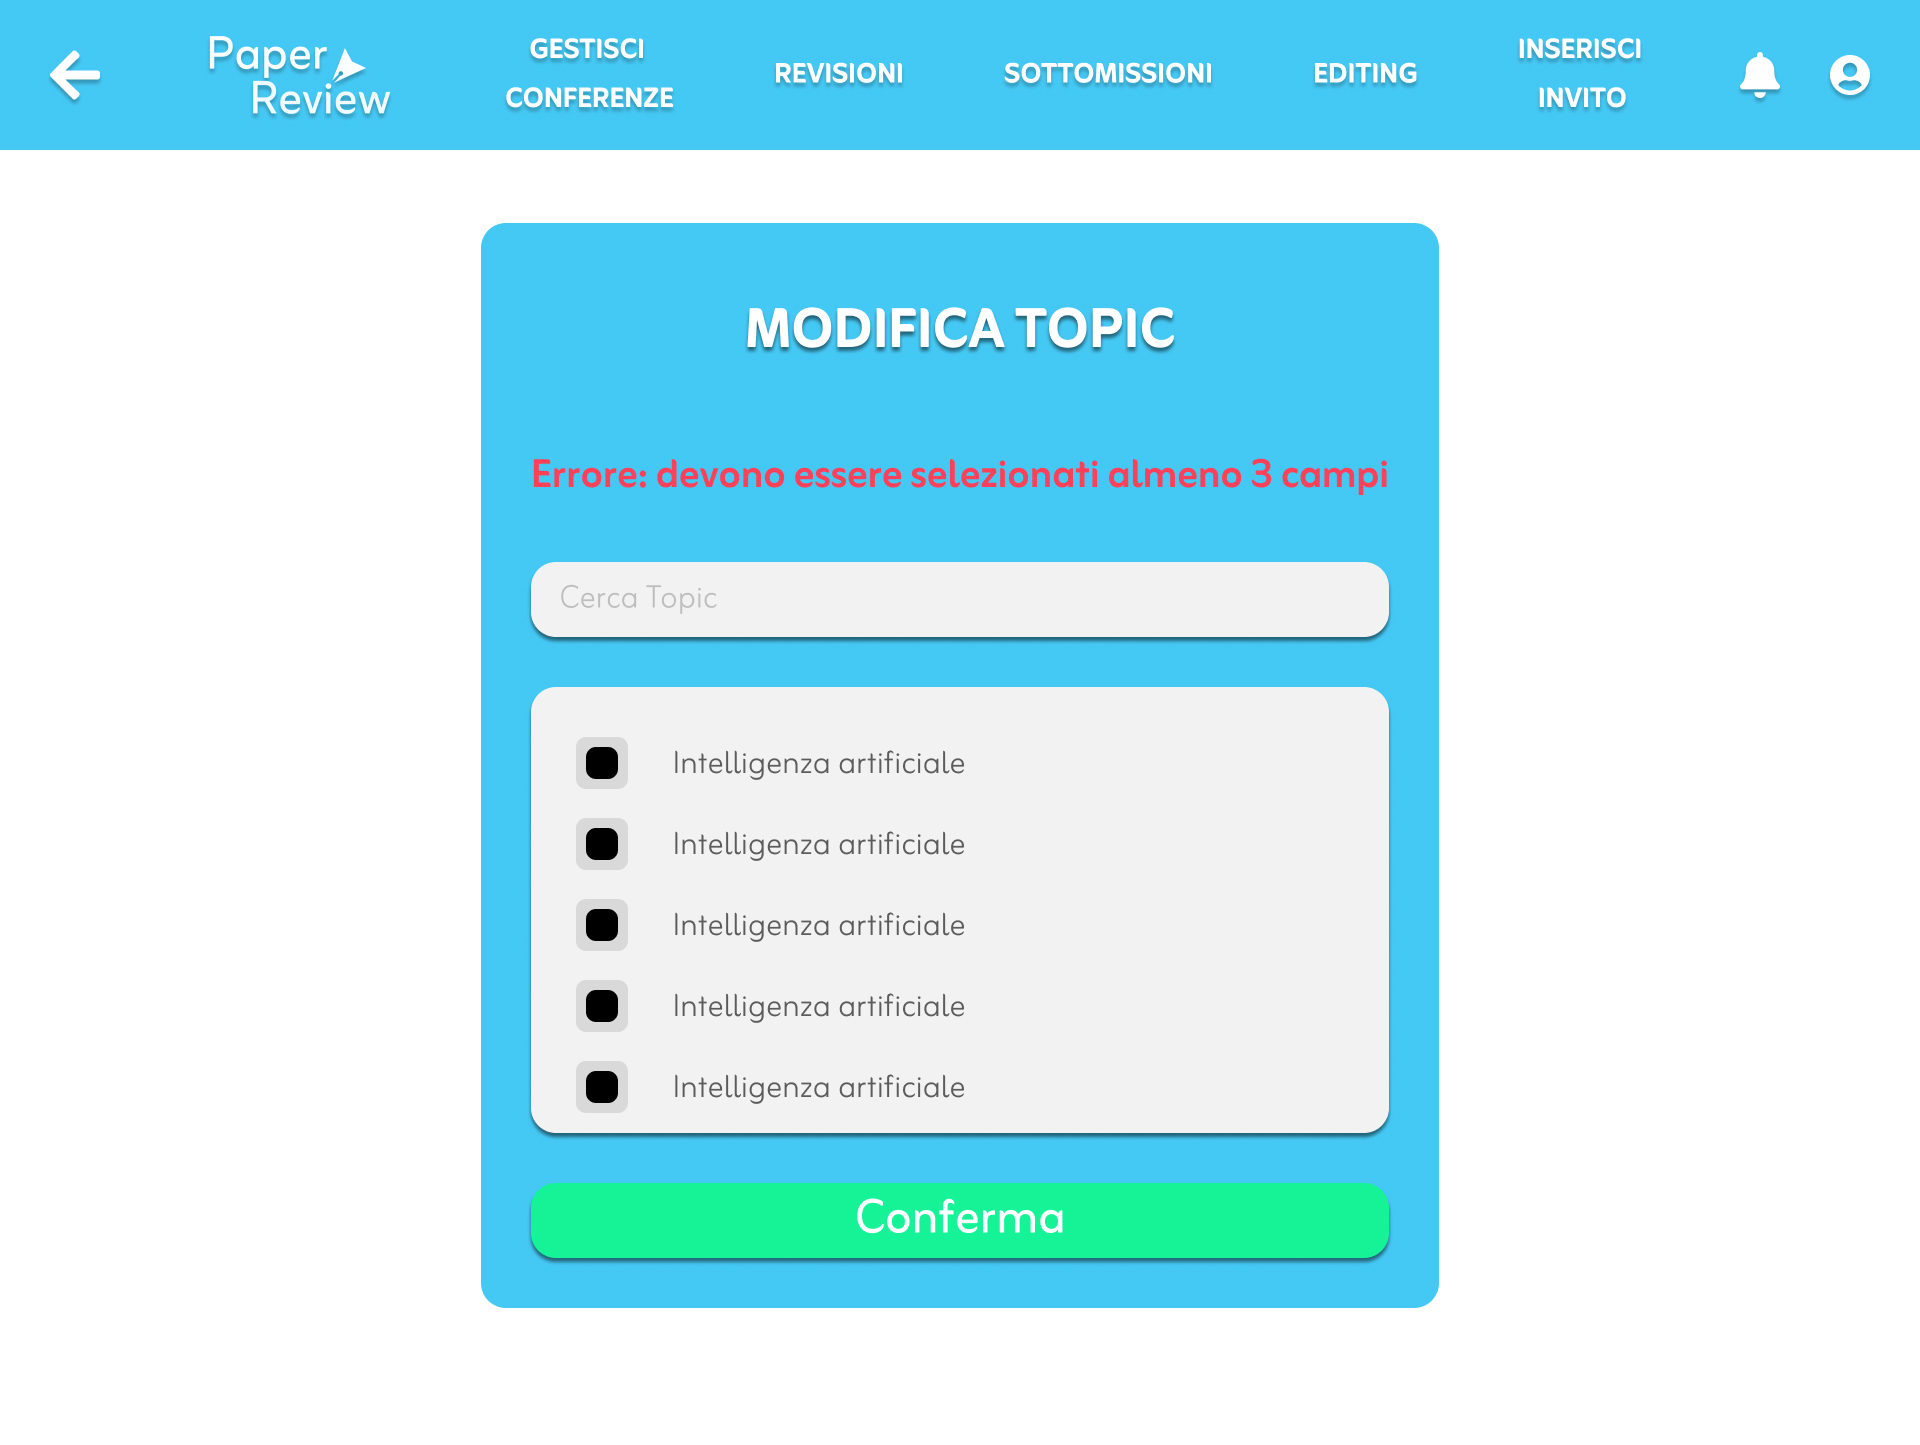 Paper
Review
GESTISCI
CONFERENZE
REVISIONI
SOTTOMISSIONI
EDITING
INSERISCI
INVITO
MODIFICA TOPIC
Errore: devono essere selezionati almeno 3 campi
Cerca Topic
Intelligenza artificiale
Intelligenza artificiale
Intelligenza artificiale
Intelligenza artificiale
Intelligenza artificiale
Conferma